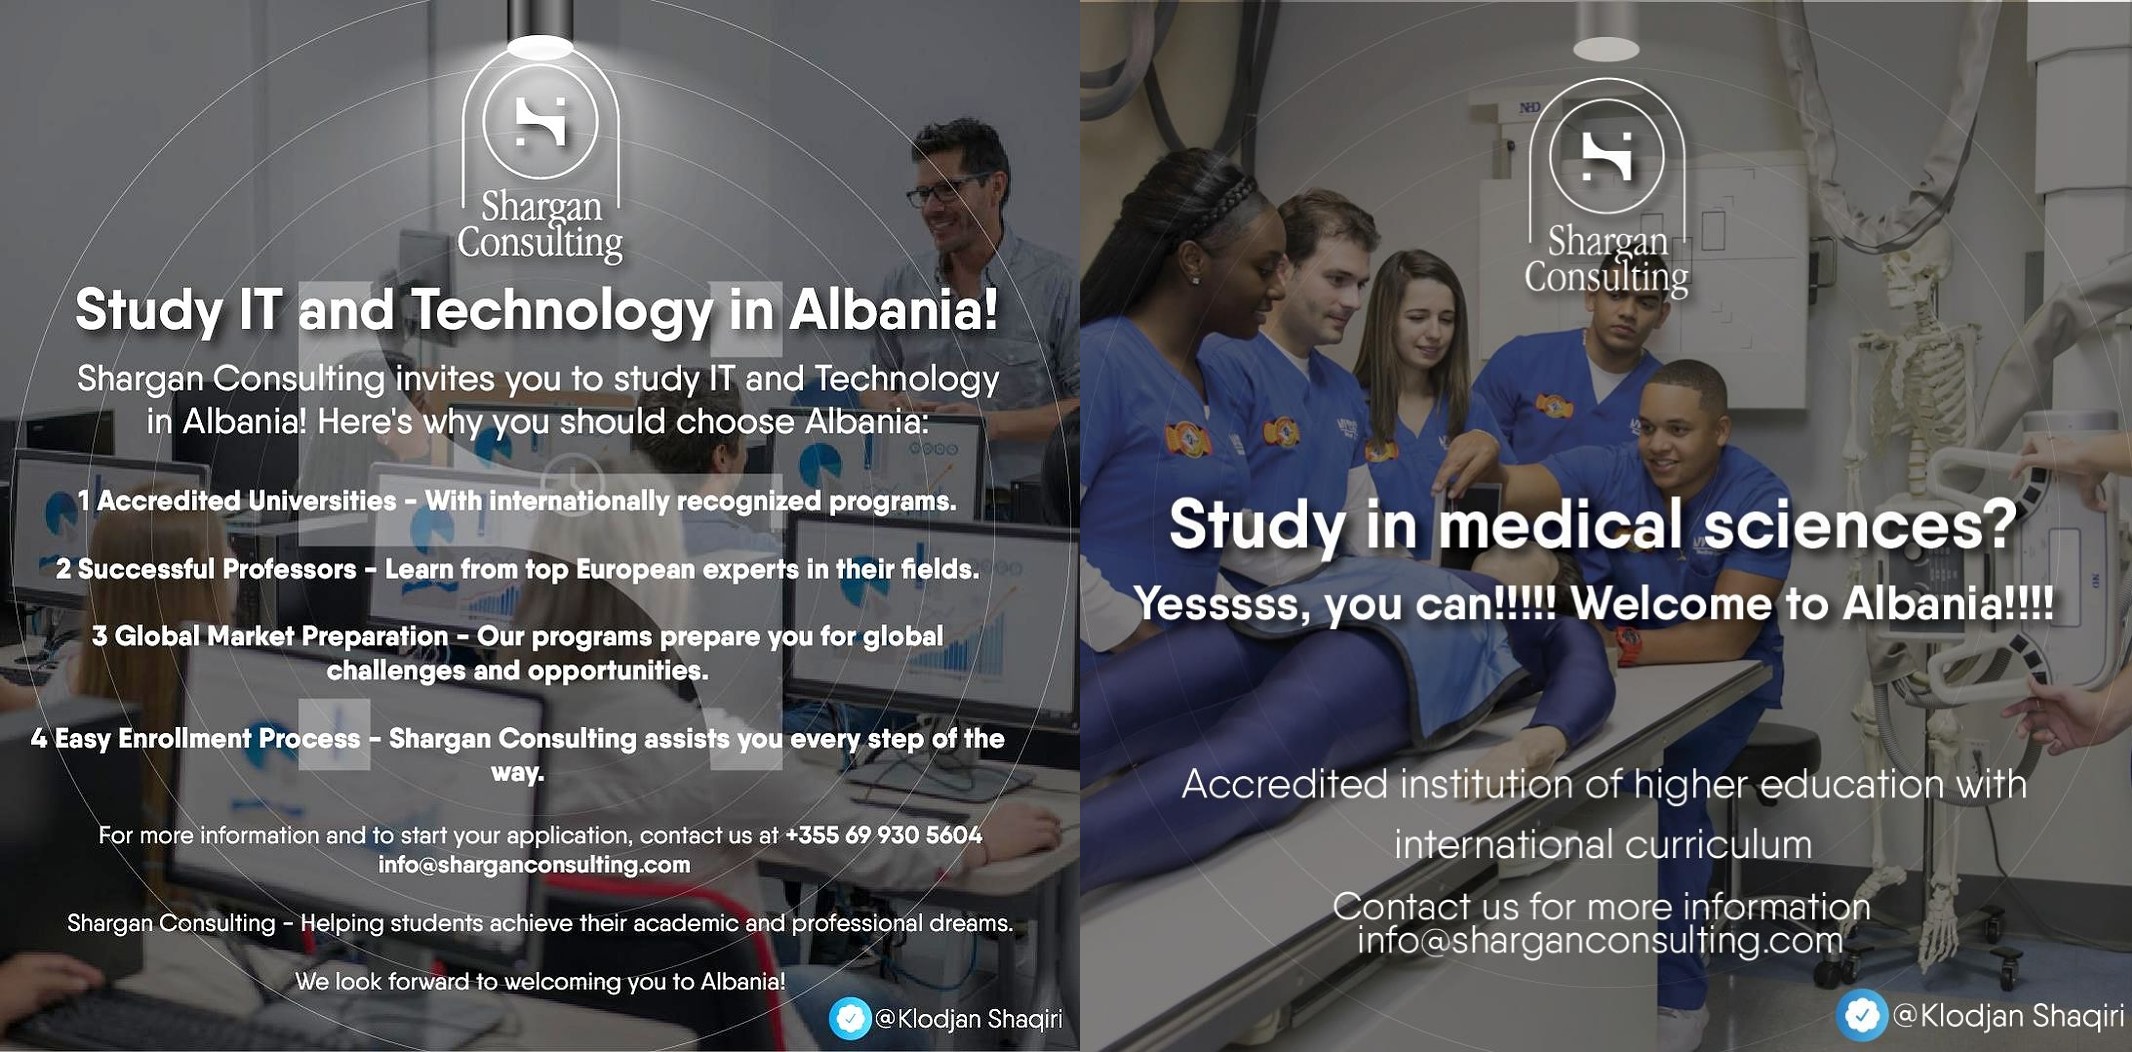 Shargan
Consulting
Study IT and Technology in Albania!
Shargan Consulting invites you to study IT and Technology
in Albania! Here's why you should choose Albania:
1 Accredited Universities - With internationally recognized programs.
2 Successful Professors - Learn from top European experts in their fields.
3 Global Market Preparation - Our programs prepare you for global
challenges and opportunities.
4 Easy Enrollment Process - Shargan Consulting assists you every step of the
way.
For more information and to start your application, contact us at +355 69 930 5604
info@sharganconsulting.com
Shargan Consulting - Helping students achieve their academic and professional dreams.
We look forward to welcoming you to Albania!
@Klodjan Shaqiri
NHD
Shargan
Consulting
Study in medical sciences?
Yesssss, you can!!!!! Welcome to Albania!!!!
Accredited institution of higher education with
international curriculum
Contact us for more information
info@sharganconsulting.com
@Klodjan Shaqiri